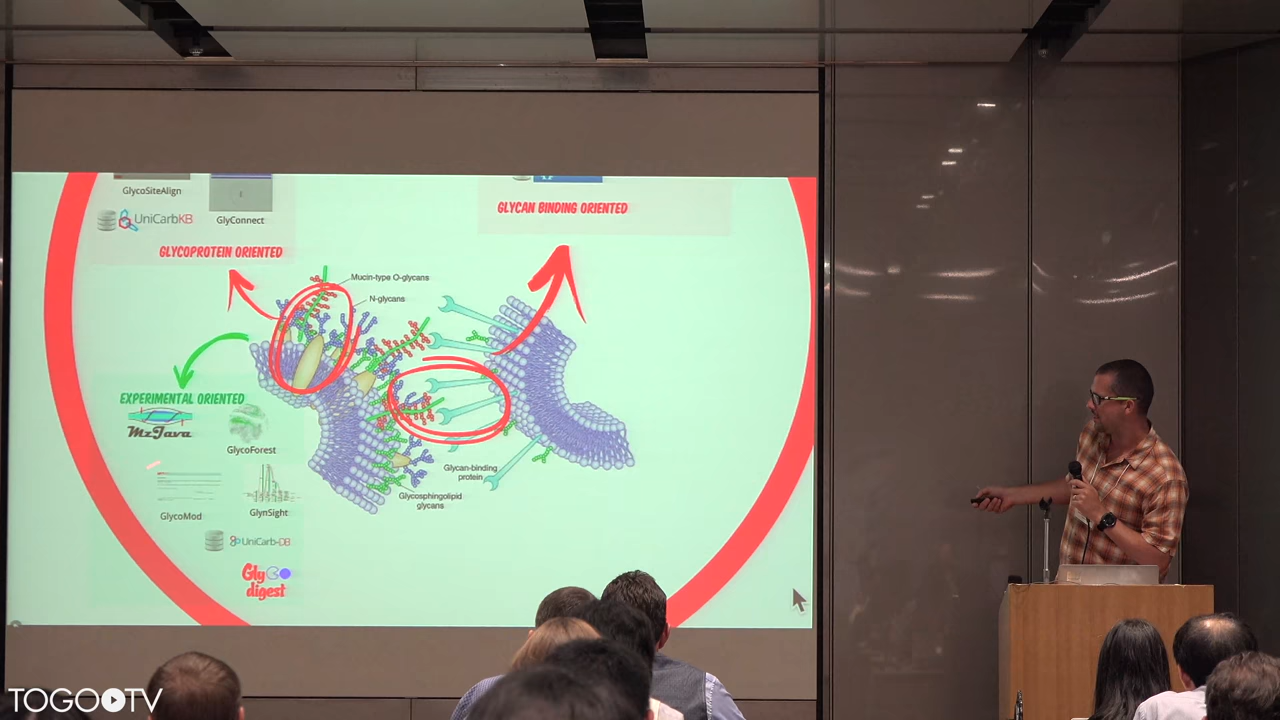 GlycoSiteAlign
UniCarbKB
GlyConnect
GLYCOPROTEIN ORIENTED
GLYCAN BINDING ORIENTED
Mucin-type O-glycans
N-glycans
EXPERIMENTAL ORIENTED
MzJava
GlycoForest
GlycoMod
GlynSight
UniCarb-DB
Glyco
digest
Glycan-binding
protein
Glycosphingolipid
glycans
TOGOTV